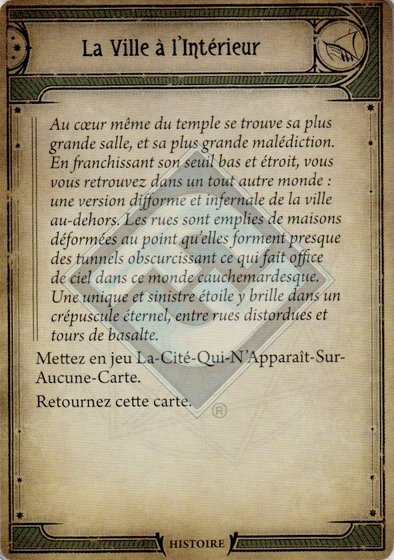 La Ville à l'Intérieur
Au cœur même du temple se trouve sa plus
grande salle, et sa plus grande malédiction.
En franchissant son seuil bas et étroit, vous
vous retrouvez dans un tout autre monde :
une version difforme et infernale de la ville
au-dehors. Les rues sont emplies de maisons
déformées au point qu'elles forment presque
des tunnels obscurcissant ce qui fait office
de ciel dans ce monde cauchemardesque.
Une unique et sinistre étoile y brille dans un
crépuscule éternel, entre rues distordues et
tours de basalte.
Mettez en jeu La-Cité-Qui-N'Apparaît-Sur-
Aucune-Carte.
Retournez cette carte.
®
HISTOIRE